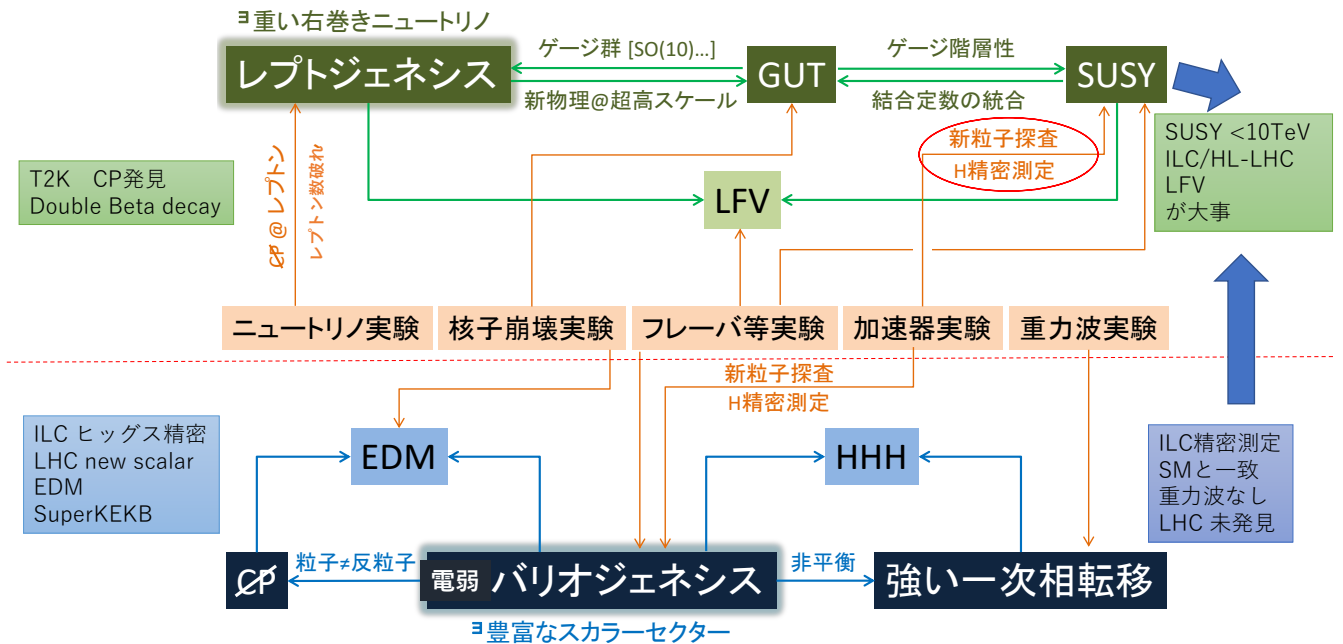 ∃重い右巻きニュートリノ
レプトジェネシス
ゲージ群 [SO(10)...]
新物理@超高スケール
GUT
ゲージ階層性
結合定数の統合
SUSY
新粒子探査
H精密測定
SUSY <10TeV
ILC/HL-LHC
LFV
が大事
T2K CP発見
Double Beta decay
CP @ レプトン
レプトン数破れ
LFV
ニュートリノ実験
核子崩壊実験
フレーバ等実験
加速器実験
重力波実験
新粒子探査
H精密測定
ILC ヒッグス精密
LHC new scalar
EDM
SuperKEKB
EDM
HHH
ILC精密測定
SMと一致
重力波なし
LHC 未発見
CP
粒子≠反粒子
電弱 バリオジェネシス
非平衡
強い一次相転移
∃豊富なスカラーセクター